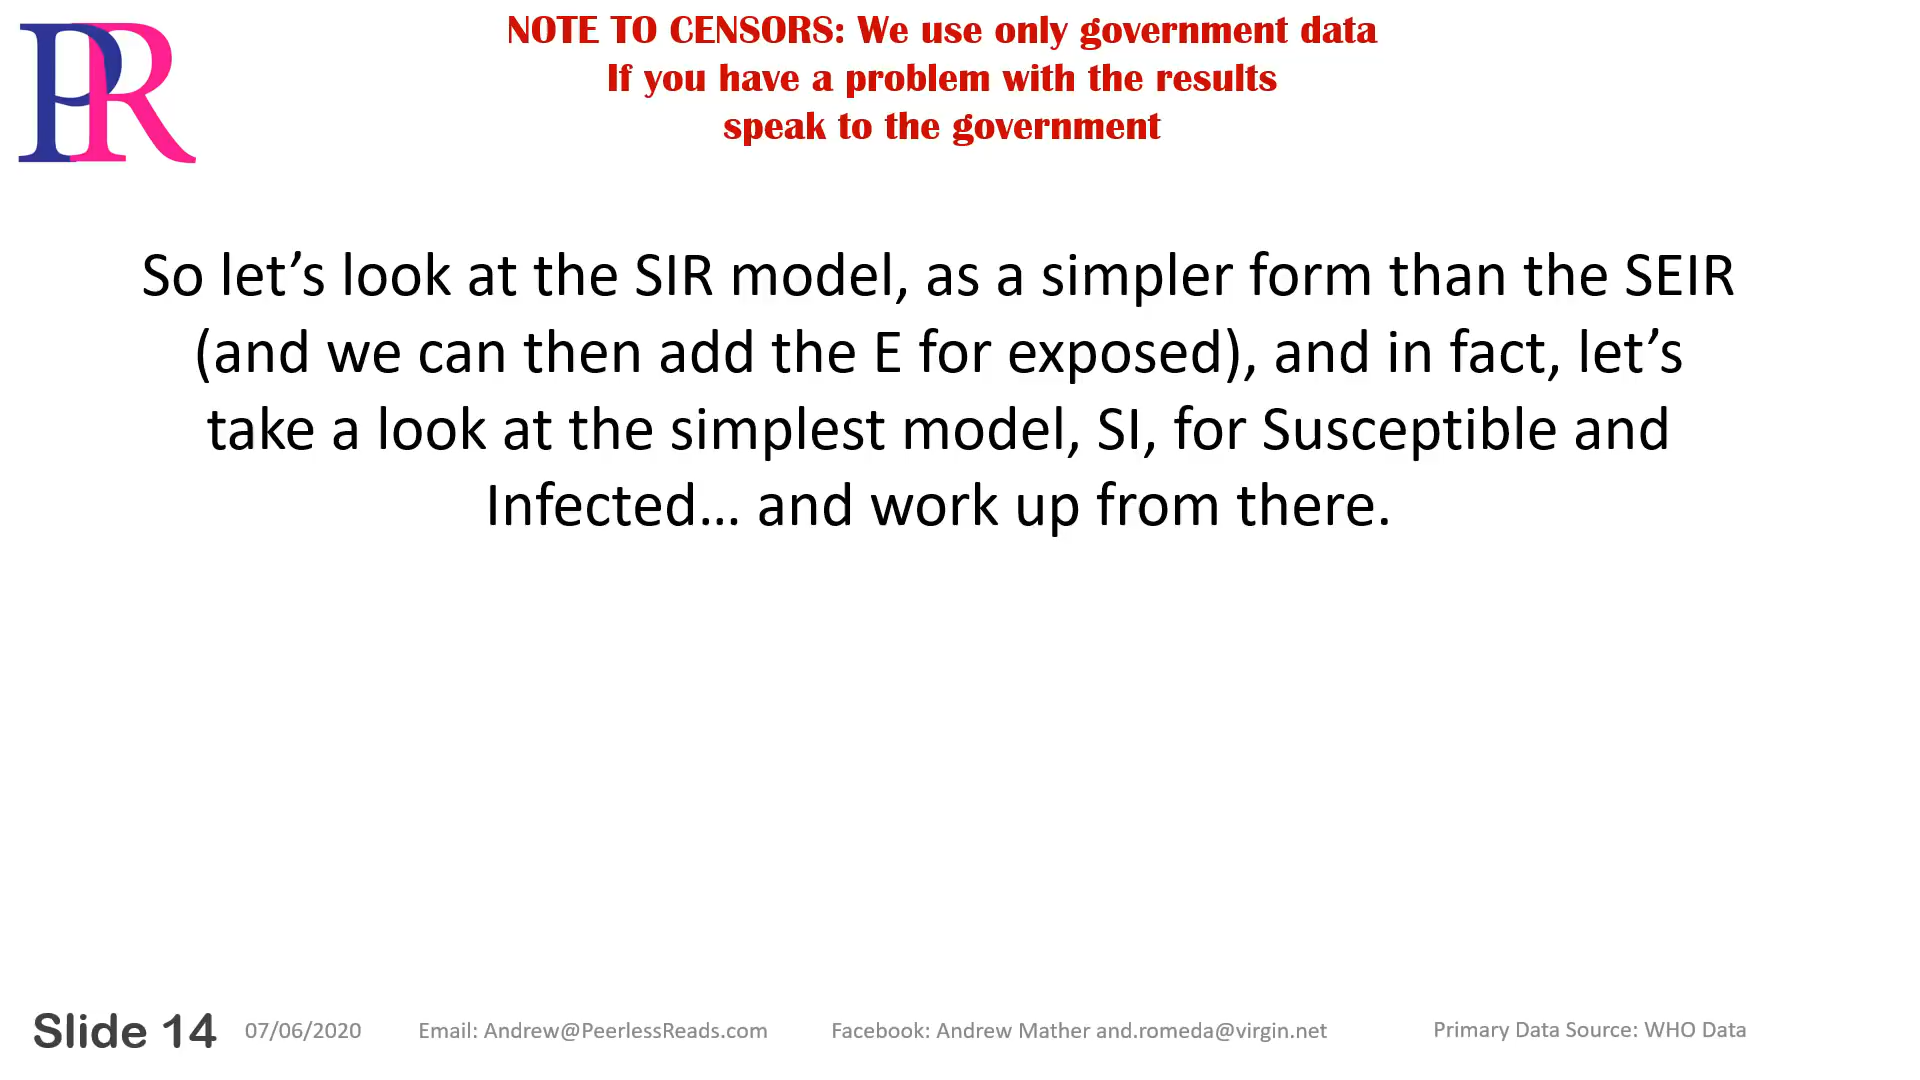 PR
NOTE TO CENSORS: We use only government data
If you have a problem with the results
speak to the government
So let’s look at the SIR model, as a simpler form than the SEIR
(and we can then add the E for exposed), and in fact, let’s
take a look at the simplest model, SI, for Susceptible and
Infected… and work up from there.
Slide 14 07/06/2020 Email: Andrew@PeerlessReads.com Facebook: Andrew Mather and.romeda@virgin.net Primary Data Source: WHO Data